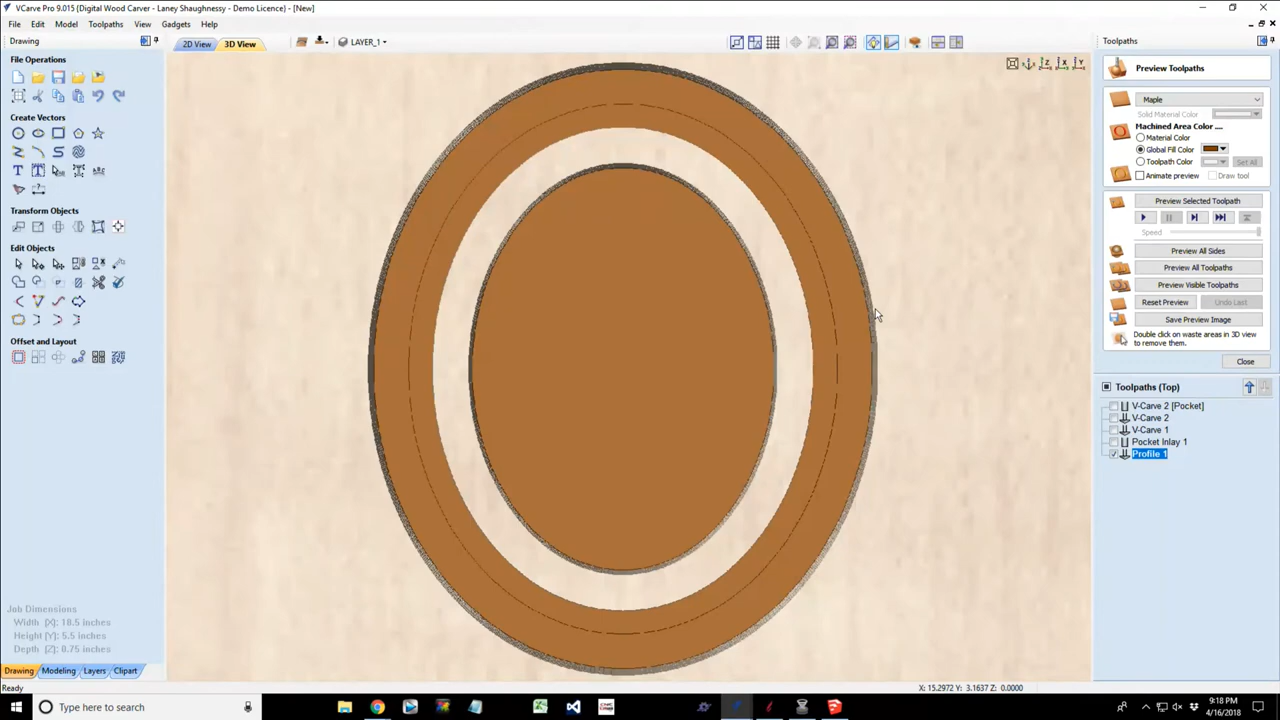 VCarve Pro 9.015 {Digital Wood Carver - Laney Shaughnessy - Demo Licence} - [New]
File Edit Model Toolpaths View Gadgets Help
Drawing
2D View 3D View
LAYER_1
Toolpaths
File Operations
Create Vectors
Transform Objects
Edit Objects
Offset and Layout
Job Dimensions
Width (X): 18.5 inches
Height (Y): 5.5 inches
Depth (Z): 0.75 inches
Drawing Modeling Layers Clipart
Ready
X: 15.2972 Y: 3.1637 Z: 0.0000
Preview Toolpaths
Maple
Solid Material Color
Machined Area Color ....
Material Color
Global Fill Color
Toolpath Color
Set All
Animate preview
Draw tool
Preview Selected Toolpath
Speed
Preview All Sides
Preview All Toolpaths
Preview Visible Toolpaths
Reset Preview
Undo Last
Save Preview Image
Double click on waste areas in 3D view
to remove them.
Close
Toolpaths (Top)
V-Carve 2 [Pocket]
V-Carve 2
V-Carve 1
Pocket Inlay 1
Profile 1
Type here to search
9:18 PM
4/16/2018